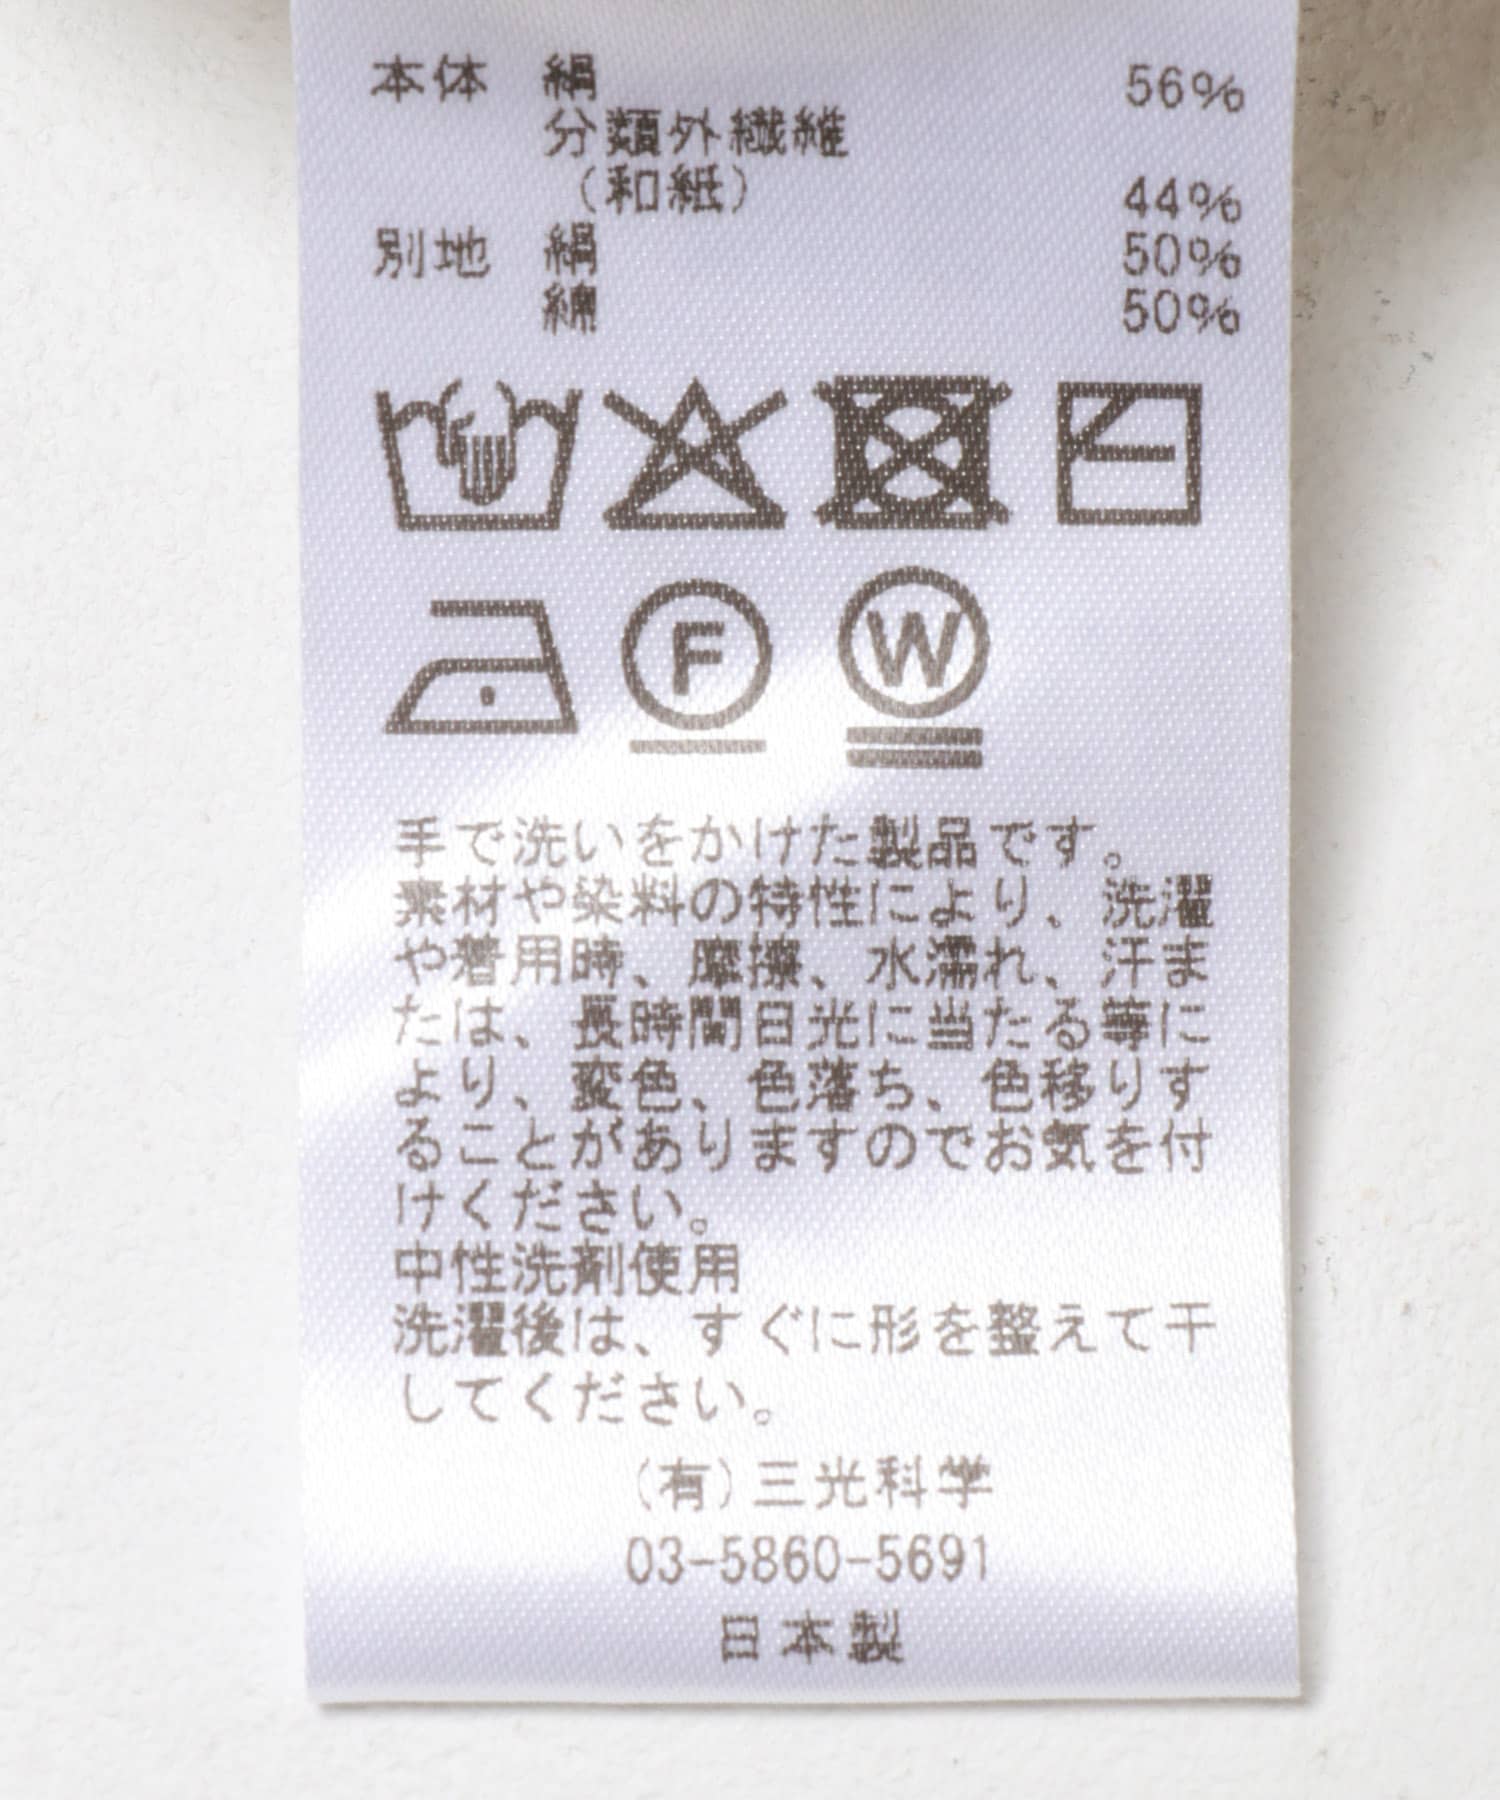 本体 絹 56%
分類外繊維
(和紙) 44%
別地 絹 50%
綿 50%
F W
手で洗いをかけた製品です。
素材や染料の特性により、洗濯
や着用時、摩擦、水濡れ、汗ま
たは、長時間日光に当たる等に
より、変色、色落ち、色移りす
ることがありますのでお気を付
けください。
中性洗剤使用
洗濯後は、すぐに形を整えて干
してください。
(有)三光科学
03-5860-5691
日本製